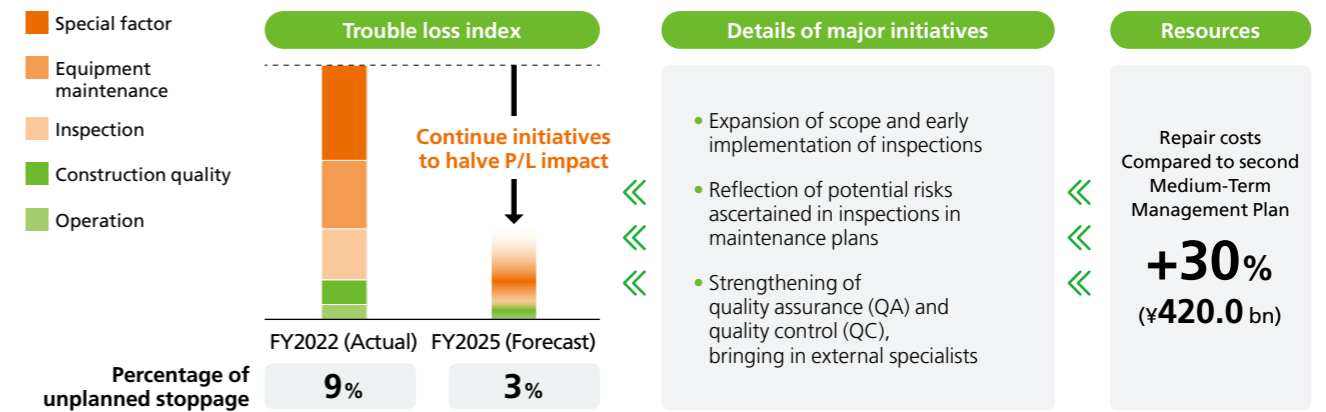 Special factor
Equipment
maintenance
Inspection
Construction quality
Operation
Trouble loss index
Continue initiatives
to halve P/L impact
FY2022 (Actual)
FY2025 (Forecast)
Percentage of
unplanned stoppage
9%
3%
Details of major initiatives
• Expansion of scope and early
implementation of inspections
• Reflection of potential risks
ascertained in inspections in
maintenance plans
• Strengthening of
quality assurance (QA) and
quality control (QC),
bringing in external specialists
Resources
Repair costs
Compared to second
Medium-Term
Management Plan
+30%
(¥420.0 bn)